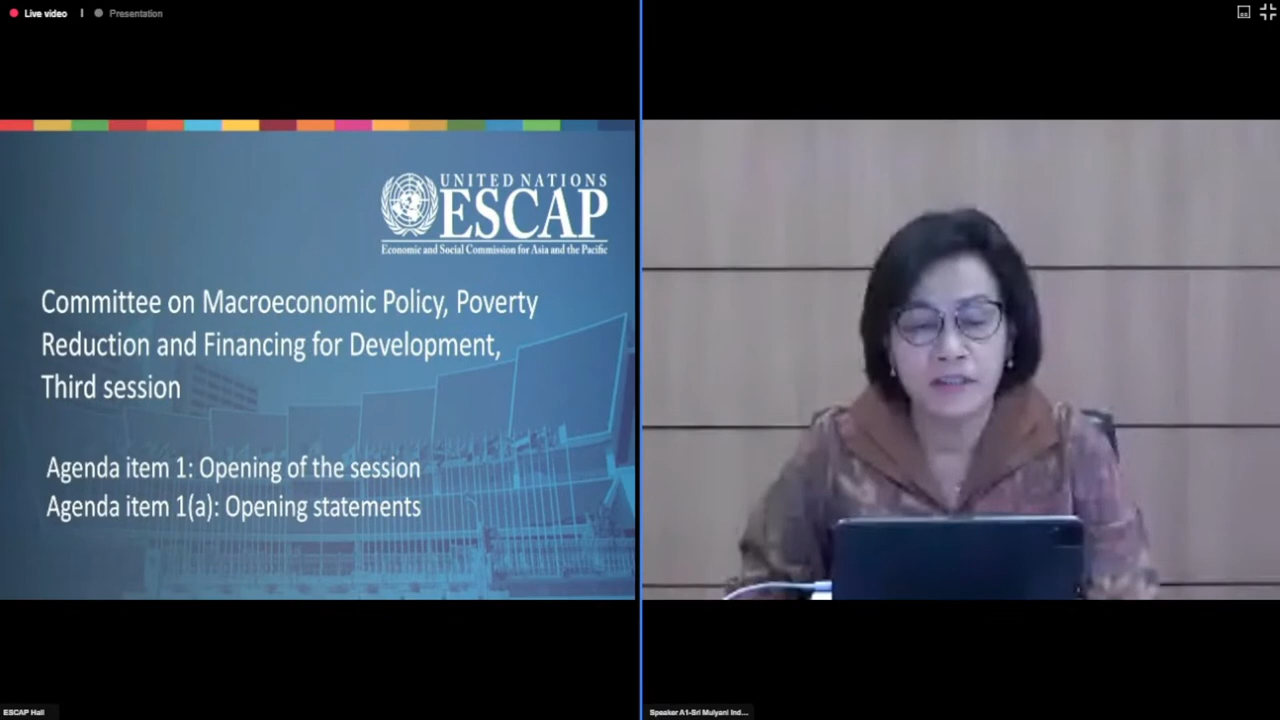 Live video
Presentation
UNITED NATIONS
ESCAP
Economic and Social Commission for Asia and the Pacific
Committee on Macroeconomic Policy, Poverty
Reduction and Financing for Development,
Third session
Agenda item 1: Opening of the session
Agenda item 1(a): Opening statements
ESCAP Hall
Speaker A1-Sri Mulyani Ind...